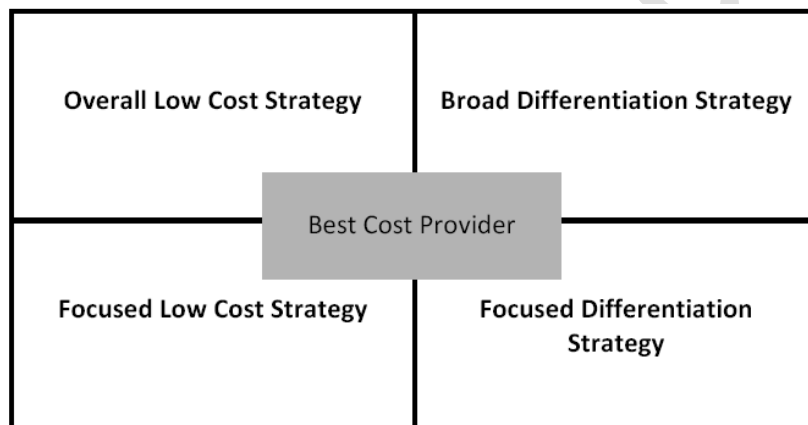 Overall Low Cost Strategy
Broad Differentiation Strategy
Best Cost Provider
Focused Low Cost Strategy
Focused Differentiation
Strategy